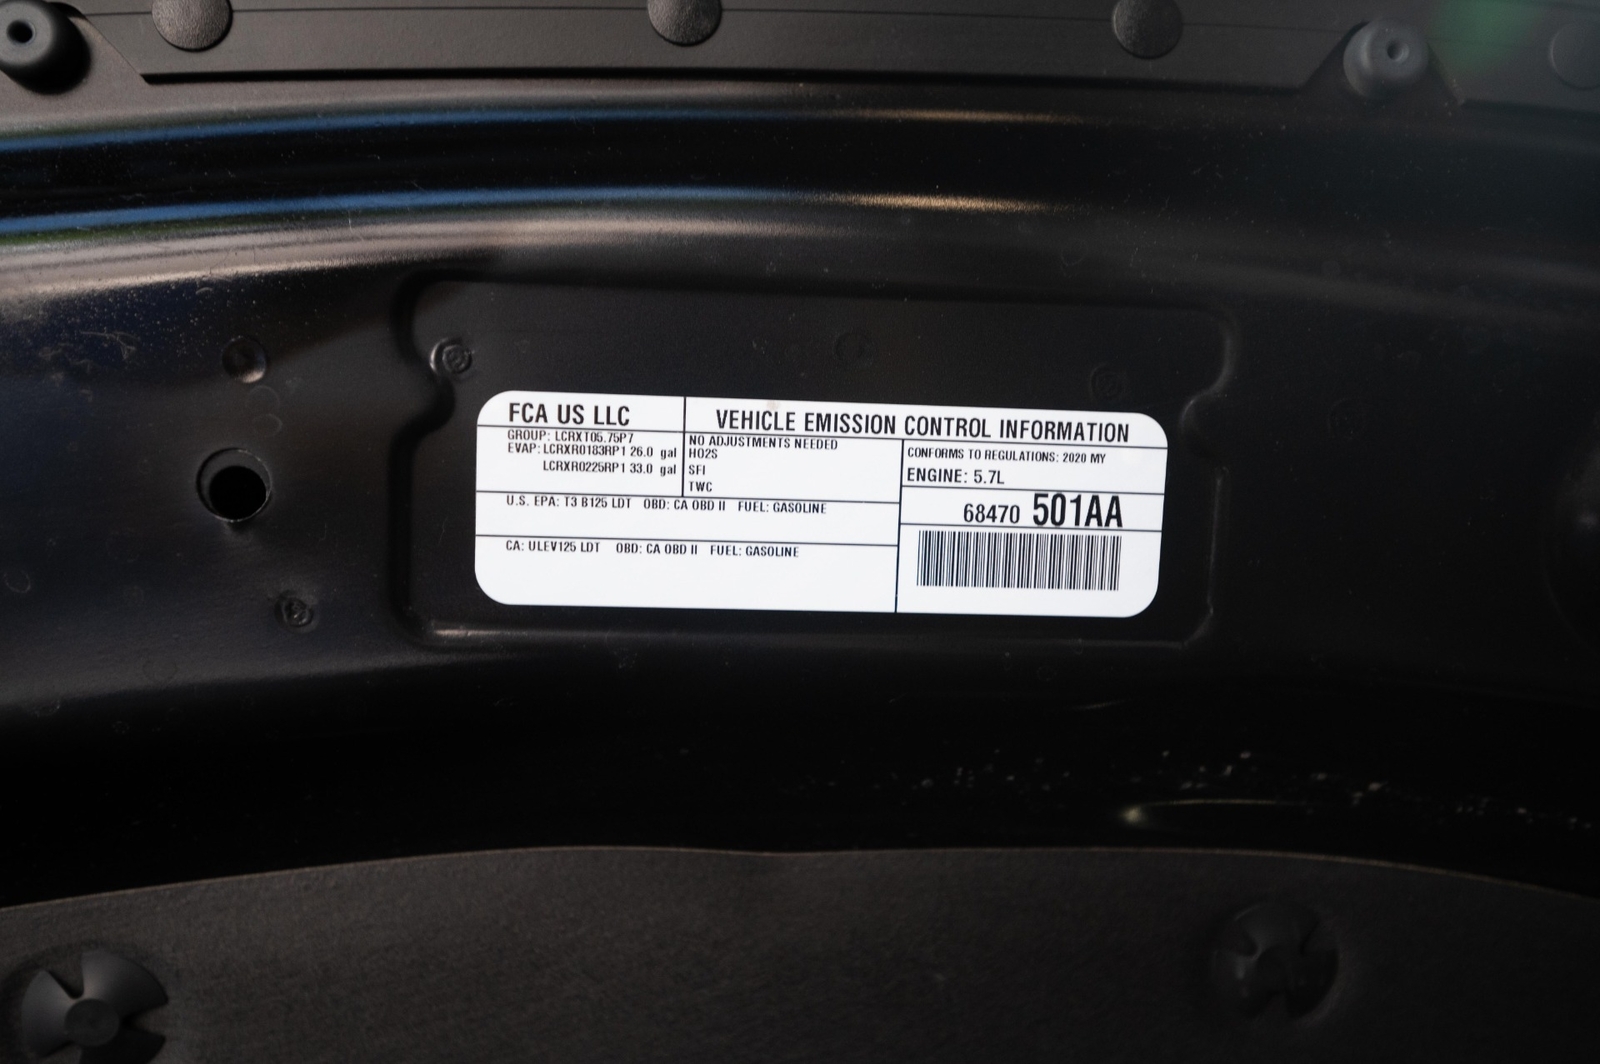 FCA US LLC
VEHICLE EMISSION CONTROL INFORMATION
GROUP: LCRXT05.75P7
EVAP: LCRXR0183RP1 26.0 gal
LCRXR0225RP1 33.0 gal
NO ADJUSTMENTS NEEDED
HO2S
SFI
TWC
CONFORMS TO REGULATIONS: 2020 MY
ENGINE: 5.7L
U.S. EPA: T3 B125 LDT OBD: CA OBD II FUEL: GASOLINE
68470 501AA
CA: ULEV125 LDT OBD: CA OBD II FUEL: GASOLINE